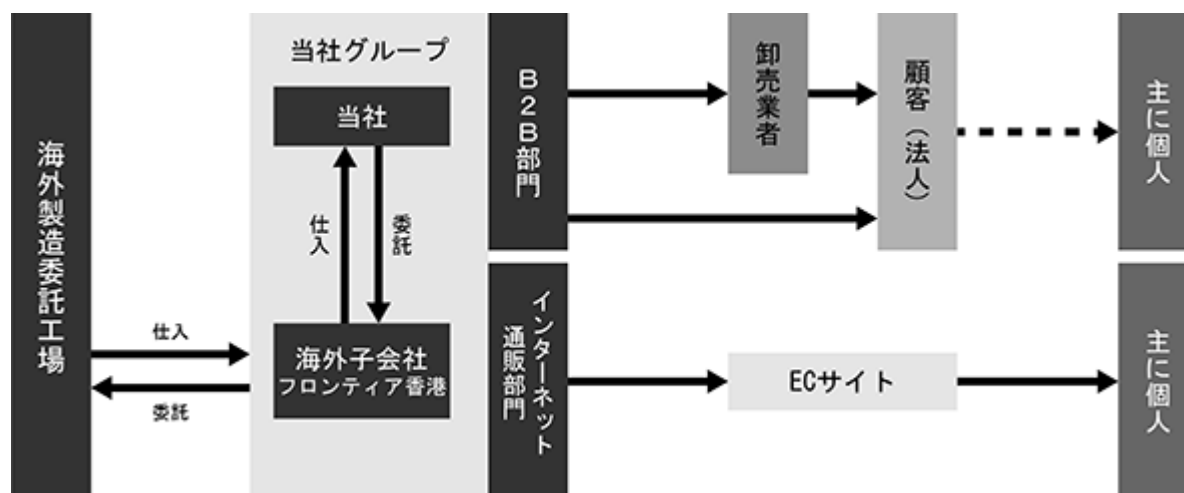 海外製造委託工場
仕入
委託
当社グループ
当社
仕入
委託
海外子会社
フロンティア香港
B2B部門
卸売業者
顧客（法人）
主に個人
インターネット
通販部門
ECサイト
主に個人